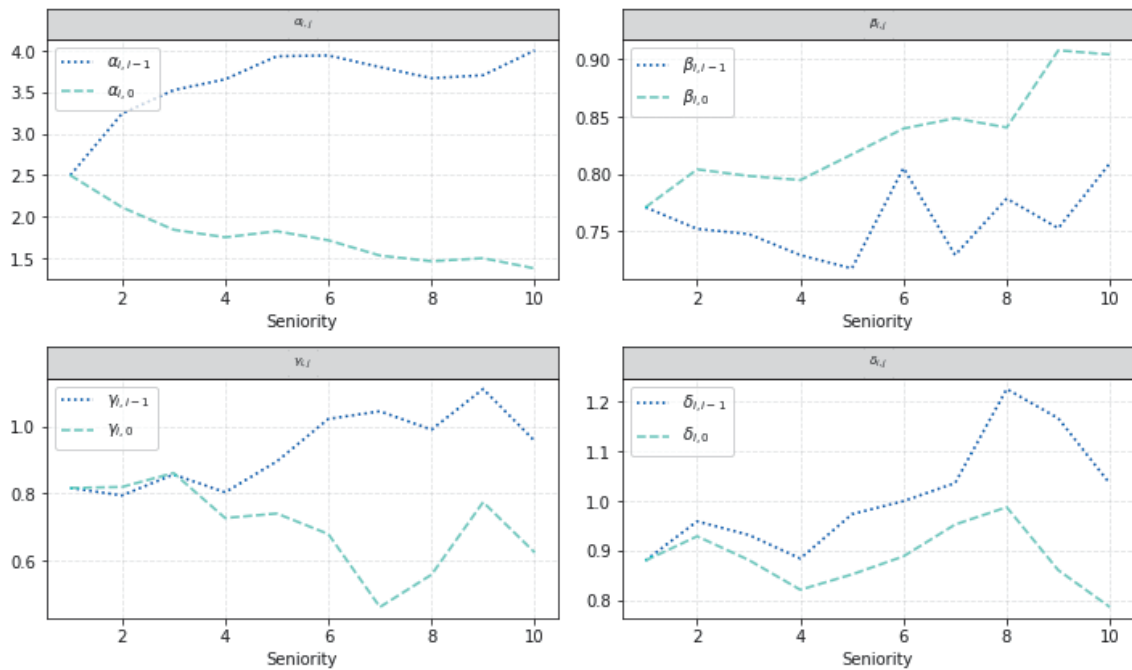 α_{i,j}
4.0
3.5
3.0
2.5
2.0
1.5
α_{i,i−1}
α_{i,0}
2 4 6 8 10
Seniority
β_{i,j}
0.90
0.85
0.80
0.75
β_{i,i−1}
β_{i,0}
2 4 6 8 10
Seniority
γ_{i,j}
1.0
0.8
0.6
γ_{i,i−1}
γ_{i,0}
2 4 6 8 10
Seniority
δ_{i,j}
1.2
1.1
1.0
0.9
0.8
δ_{i,i−1}
δ_{i,0}
2 4 6 8 10
Seniority